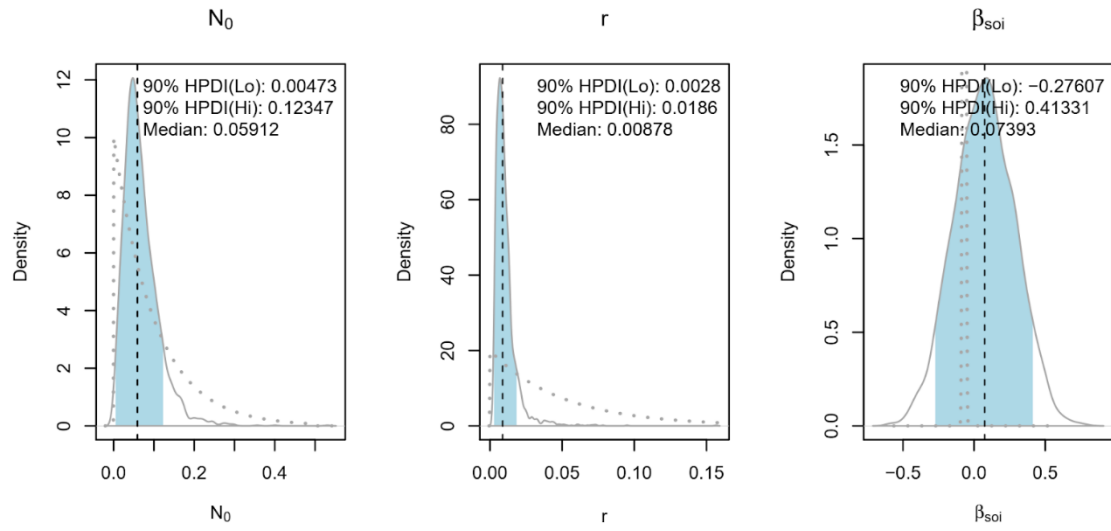 N0
90% HPDI(Lo): 0.00473
90% HPDI(Hi): 0.12347
Median: 0.05912
Density
0
2
4
6
8
10
12
0.0
0.2
0.4
N0
r
90% HPDI(Lo): 0.0028
90% HPDI(Hi): 0.0186
Median: 0.00878
Density
0
20
40
60
80
0.00
0.05
0.10
0.15
r
βsoi
90% HPDI(Lo): −0.27607
90% HPDI(Hi): 0.41331
Median: 0.07393
Density
0.0
0.5
1.0
1.5
−0.5
0.0
0.5
βsoi